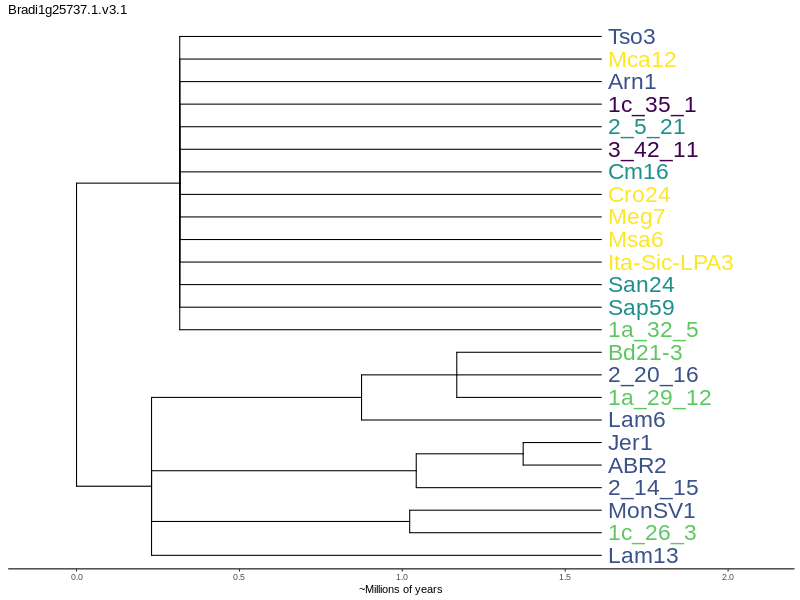 Bradi1g25737.1.v3.1
Tso3
Mca12
Arn1
1c_35_1
2_5_21
3_42_11
Cm16
Cro24
Meg7
Msa6
Ita-Sic-LPA3
San24
Sap59
1a_32_5
Bd21-3
2_20_16
1a_29_12
Lam6
Jer1
ABR2
2_14_15
MonSV1
1c_26_3
Lam13
0.0 0.5 1.0 1.5 2.0
~Millions of years